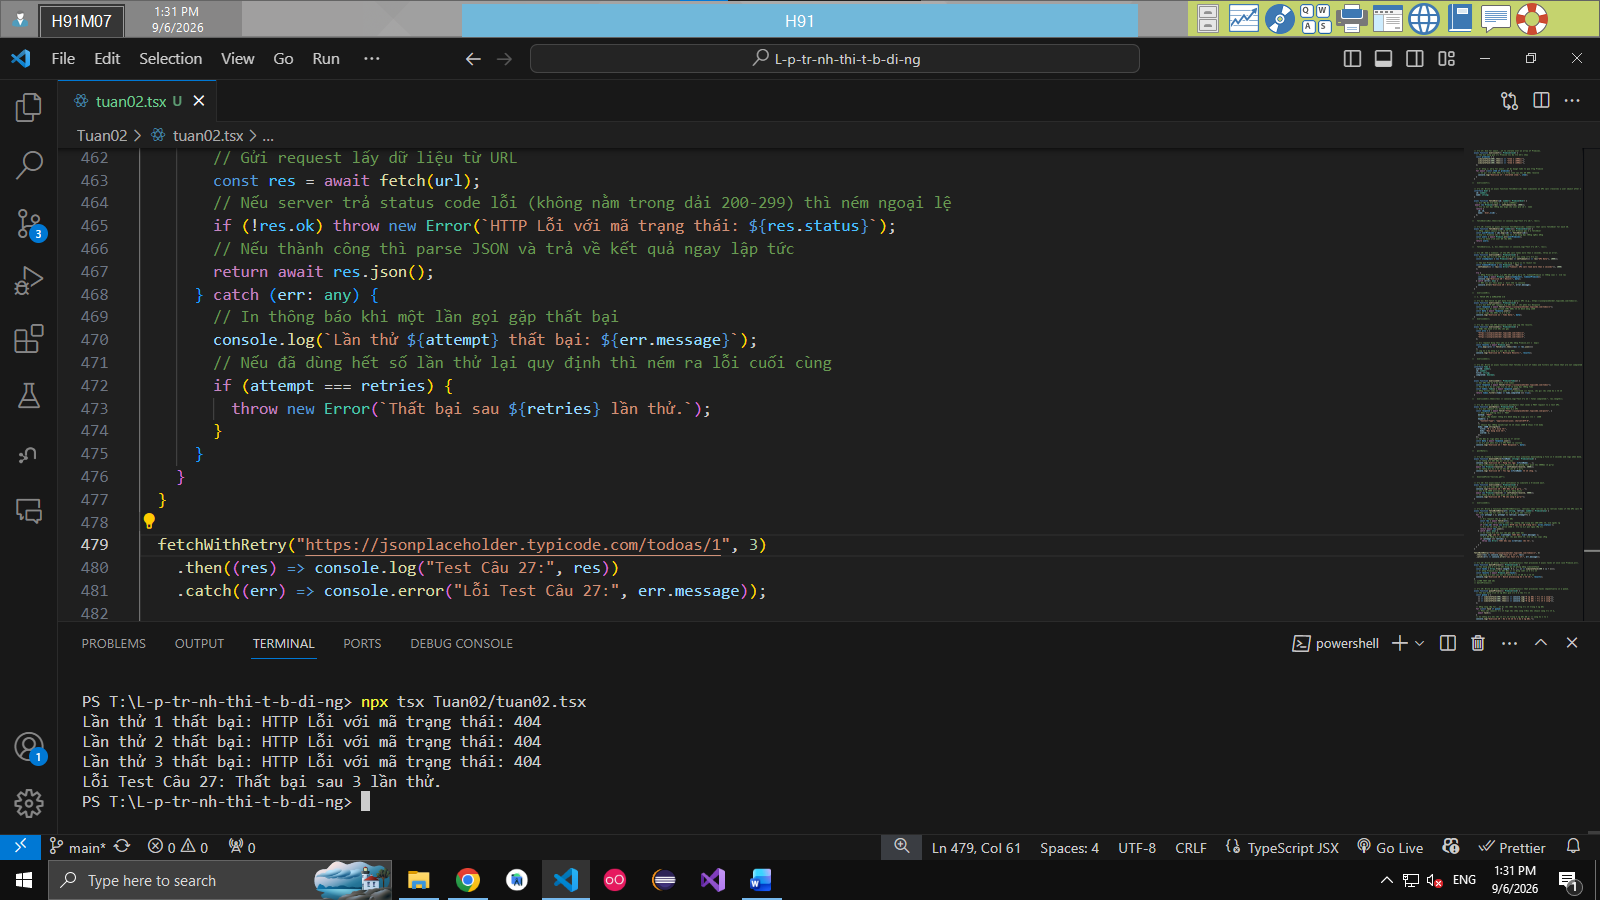 H91M07
1:31 PM
9/6/2026
H91
Q W
A S
File Edit Selection View Go Run ···
L-p-tr-nh-thi-t-b-di-ng
tuan02.tsx U
Tuan02 > tuan02.tsx > ...
462 // Gửi request lấy dữ liệu từ URL
463 const res = await fetch(url);
464 // Nếu server trả status code lỗi (không nằm trong dải 200-299) thì ném ngoại lệ
465 if (!res.ok) throw new Error(`HTTP Lỗi với mã trạng thái: ${res.status}`);
466 // Nếu thành công thì parse JSON và trả về kết quả ngay lập tức
467 return await res.json();
468 } catch (err: any) {
469 // In thông báo khi một lần gọi gặp thất bại
470 console.log(`Lần thử ${attempt} thất bại: ${err.message}`);
471 // Nếu đã dùng hết số lần thử lại quy định thì ném ra lỗi cuối cùng
472 if (attempt === retries) {
473 throw new Error(`Thất bại sau ${retries} lần thử.`);
474 }
475 }
476 }
477 }
478
479 fetchWithRetry("https://jsonplaceholder.typicode.com/todoas/1", 3)
480 .then((res) => console.log("Test Câu 27:", res))
481 .catch((err) => console.error("Lỗi Test Câu 27:", err.message));
482
PROBLEMS OUTPUT TERMINAL PORTS DEBUG CONSOLE
powershell
PS T:\L-p-tr-nh-thi-t-b-di-ng> npx tsx Tuan02/tuan02.tsx
Lần thử 1 thất bại: HTTP Lỗi với mã trạng thái: 404
Lần thử 2 thất bại: HTTP Lỗi với mã trạng thái: 404
Lần thử 3 thất bại: HTTP Lỗi với mã trạng thái: 404
Lỗi Test Câu 27: Thất bại sau 3 lần thử.
PS T:\L-p-tr-nh-thi-t-b-di-ng>
3
1
main* 0 0 0 Ln 479, Col 61 Spaces: 4 UTF-8 CRLF TypeScript JSX Go Live Prettier
Type here to search
ENG
1:31 PM
9/6/2026
1